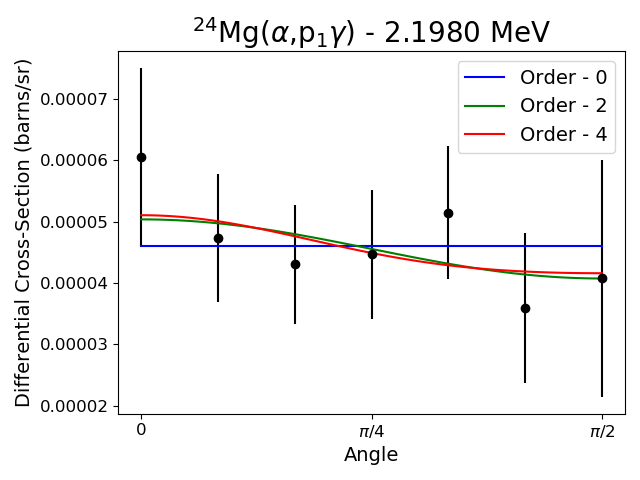 ²⁴Mg(α,p₁γ) - 2.1980 MeV
Differential Cross-Section (barns/sr)
0.00007
0.00006
0.00005
0.00004
0.00003
0.00002
Order - 0
Order - 2
Order - 4
0
π/4
π/2
Angle